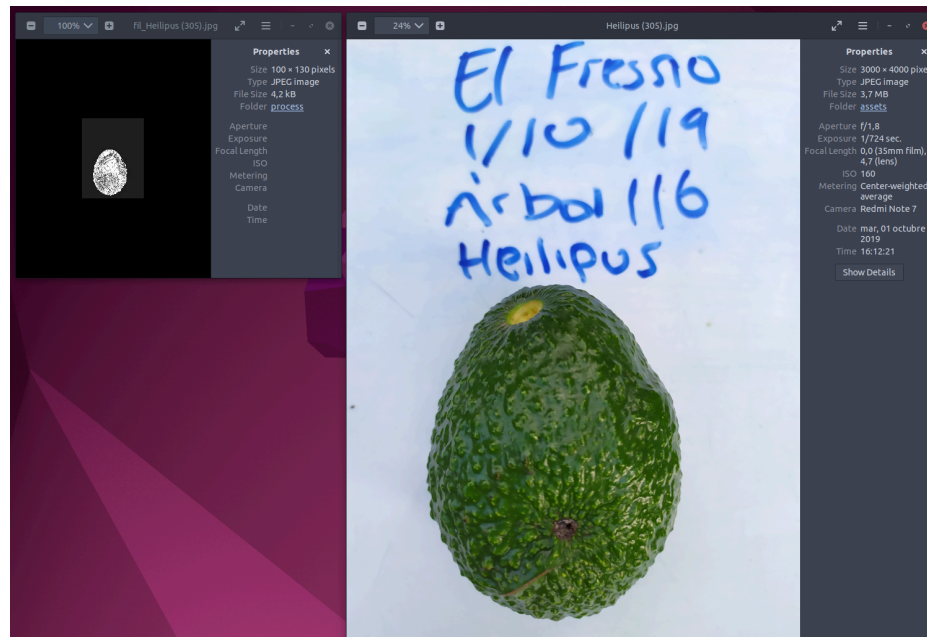 100%
fil_Heilipus (305).jpg
Properties
Size 100 × 130 pixels
Type JPEG image
File Size 4,2 kB
Folder process
Aperture
Exposure
Focal Length
ISO
Metering
Camera
Date
Time
24%
Heilipus (305).jpg
El Fresno
1/10/19
Árbol 116
Heilipus
Properties
Size 3000 × 4000 pixe
Type JPEG image
File Size 3,7 MB
Folder assets
Aperture f/1,8
Exposure 1/724 sec.
Focal Length 0,0 (35mm film),
4,7 (lens)
ISO 160
Metering Center-weighted
average
Camera Redmi Note 7
Date mar, 01 octubre
2019
Time 16:12:21
Show Details